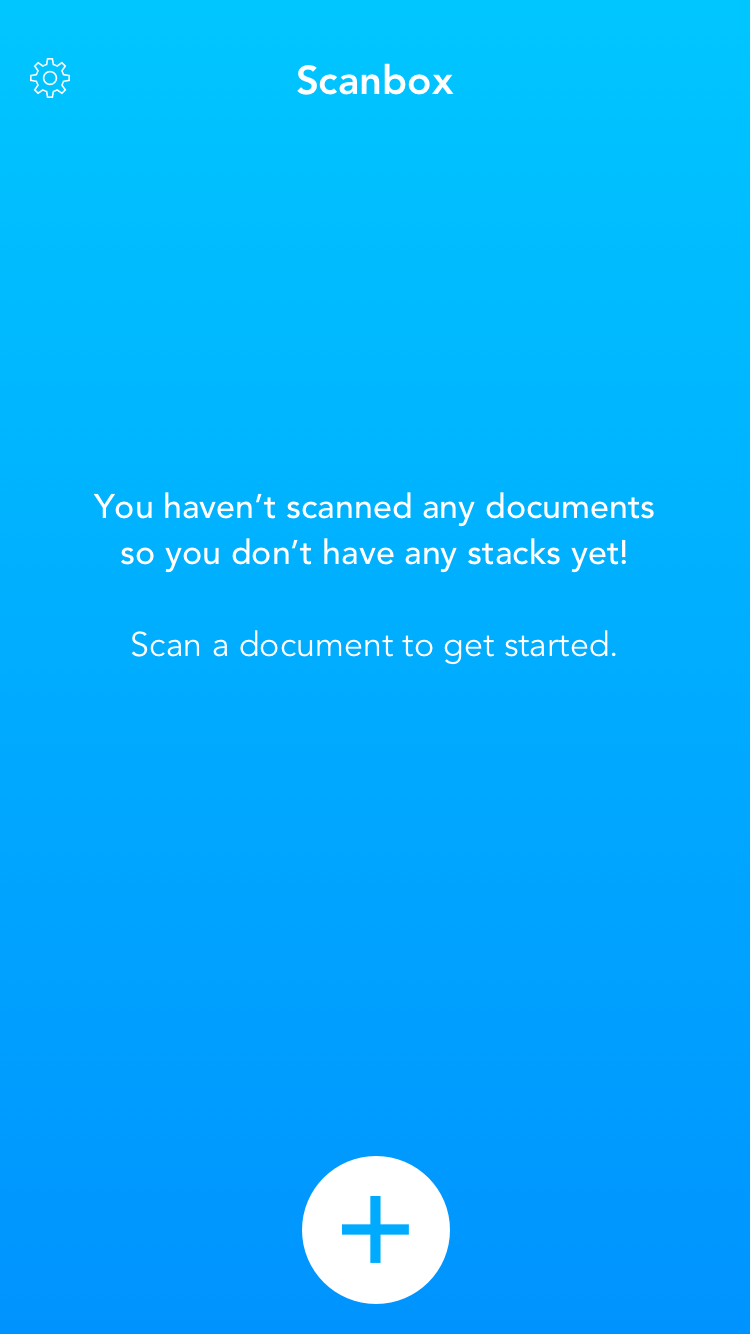 Scanbox
You haven’t scanned any documents
so you don’t have any stacks yet!
Scan a document to get started.